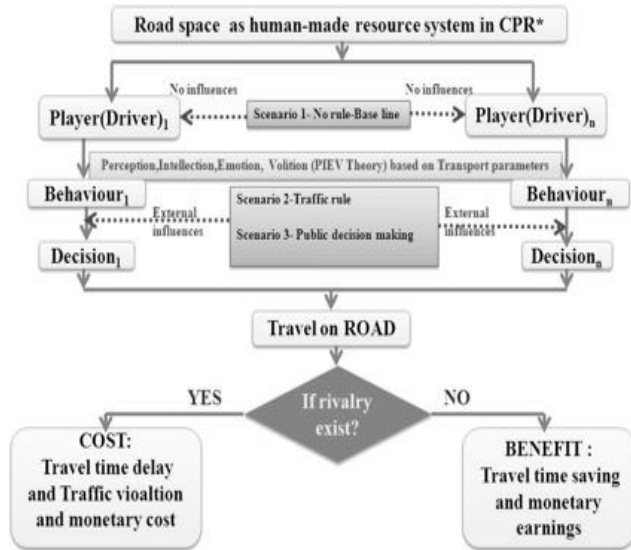 Road space as human-made resource system in CPR*
No influences
No influences
Player(Driver)1
Scenario 1- No rule-Base line
Player(Driver)n
Perception,Intellection,Emotion, Volition (PIEV Theory) based on Transport parameters
Behaviour1
Behaviourn
Scenario 2-Traffic rule
External
influences
External
influences
Scenario 3- Public decision making
Decision1
Decisionn
Travel on ROAD
YES
If rivalry
exist?
NO
COST:
Travel time delay
and Traffic vioaltion
and monetary cost
BENEFIT :
Travel time saving
and monetary
earnings